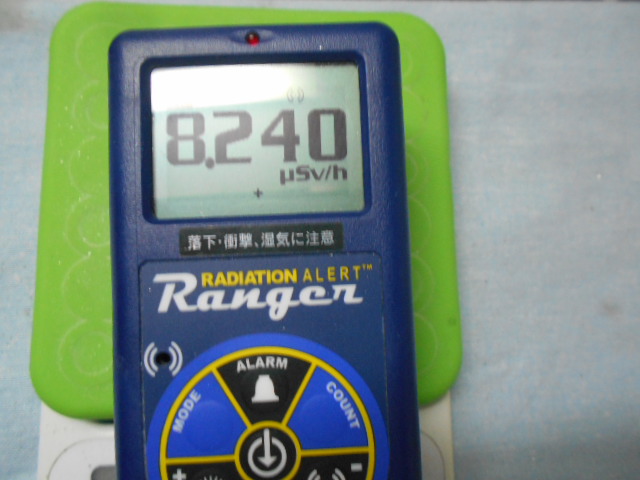 8.240
μSv/h
+
落下・衝撃、湿気に注意
RADIATION ALERT™
Ranger
ALARM
MODE
COUNT
+ -